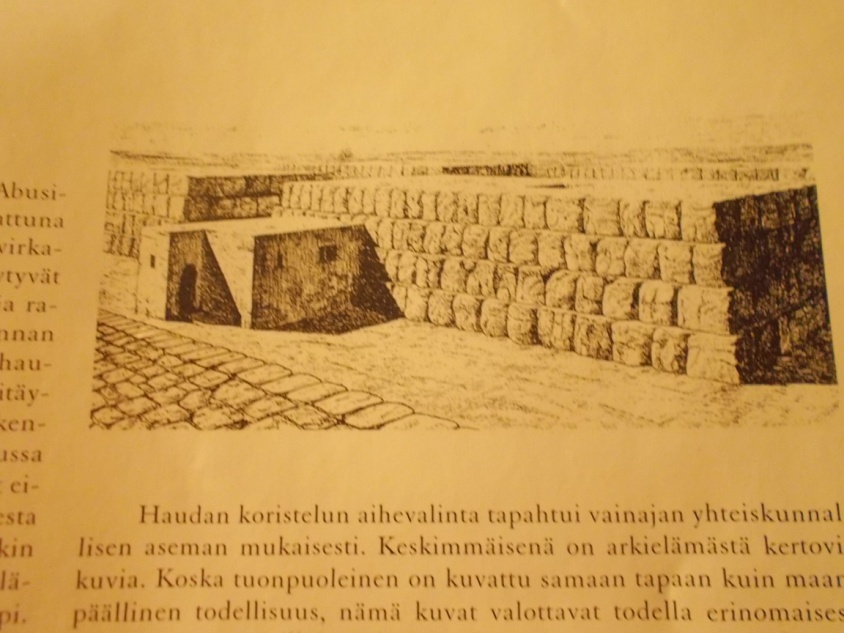 Abusi-
attuna
virka-
ytyvät
ia ra-
nnan
hau-
itäy-
ken-
ussa
ei-
esta
kin
lä-
pi.
Haudan koristelun aihevalinta tapahtui vainajan yhteiskunnal
lisen aseman mukaisesti. Keskimmäisenä on arkielämästä kertovi
kuvia. Koska tuonpuoleinen on kuvattu samaan tapaan kuin maan
päällinen todellisuus, nämä kuvat valottavat todella erinomaises